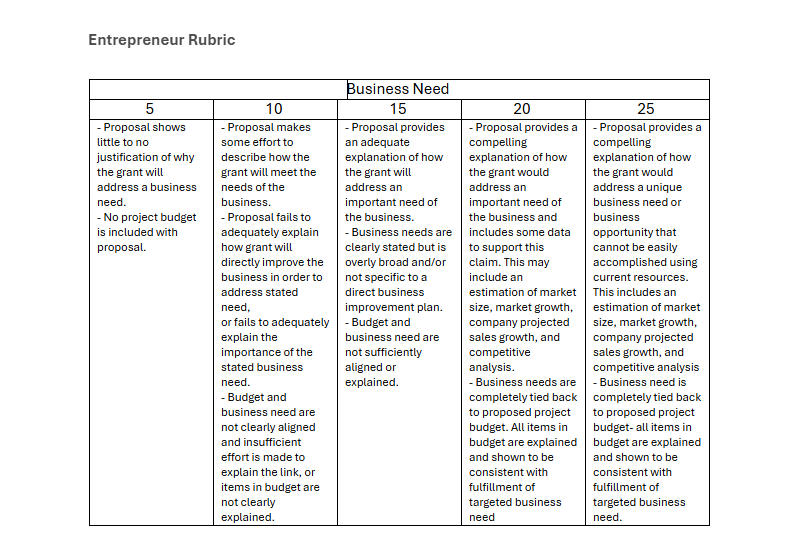 Entrepreneur Rubric
Business Need
5
10
15
20
25
- Proposal shows
little to no
justification of why
the grant will
address a business
need.
- No project budget
is included with
proposal.
- Proposal makes
some effort to
describe how the
grant will meet the
needs of the
business.
- Proposal fails to
adequately explain
how grant will
directly improve the
business in order to
address stated
need,
or fails to adequately
explain the
importance of the
stated business
need.
- Budget and
business need are
not clearly aligned
and insufficient
effort is made to
explain the link, or
items in budget are
not clearly
explained.
- Proposal provides
an adequate
explanation of how
the grant will
address an
important need of
the business.
- Business needs are
clearly stated but is
overly broad and/or
not specific to a
direct business
improvement plan.
- Budget and
business need are
not sufficiently
aligned or
explained.
- Proposal provides a
compelling
explanation of how
the grant would
address an
important need of
the business and
includes some data
to support this
claim. This may
include an
estimation of market
size, market growth,
company projected
sales growth, and
competitive
analysis.
- Business needs are
completely tied back
to proposed project
budget. All items in
budget are explained
and shown to be
consistent with
fulfillment of
targeted business
need
- Proposal provides a
compelling
explanation of how
the grant would
address a unique
business need or
business
opportunity that
cannot be easily
accomplished using
current resources.
This includes an
estimation of market
size, market growth,
company projected
sales growth, and
competitive analysis
- Business need is
completely tied back
to proposed project
budget- all items in
budget are explained
and shown to be
consistent with
fulfillment of
targeted business
need.